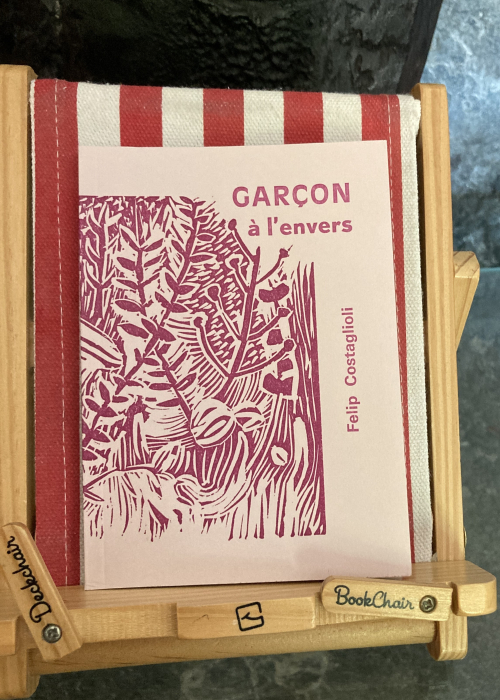 GARÇON
à l'envers
Felip Costaglioli
Deckchair
BookChair